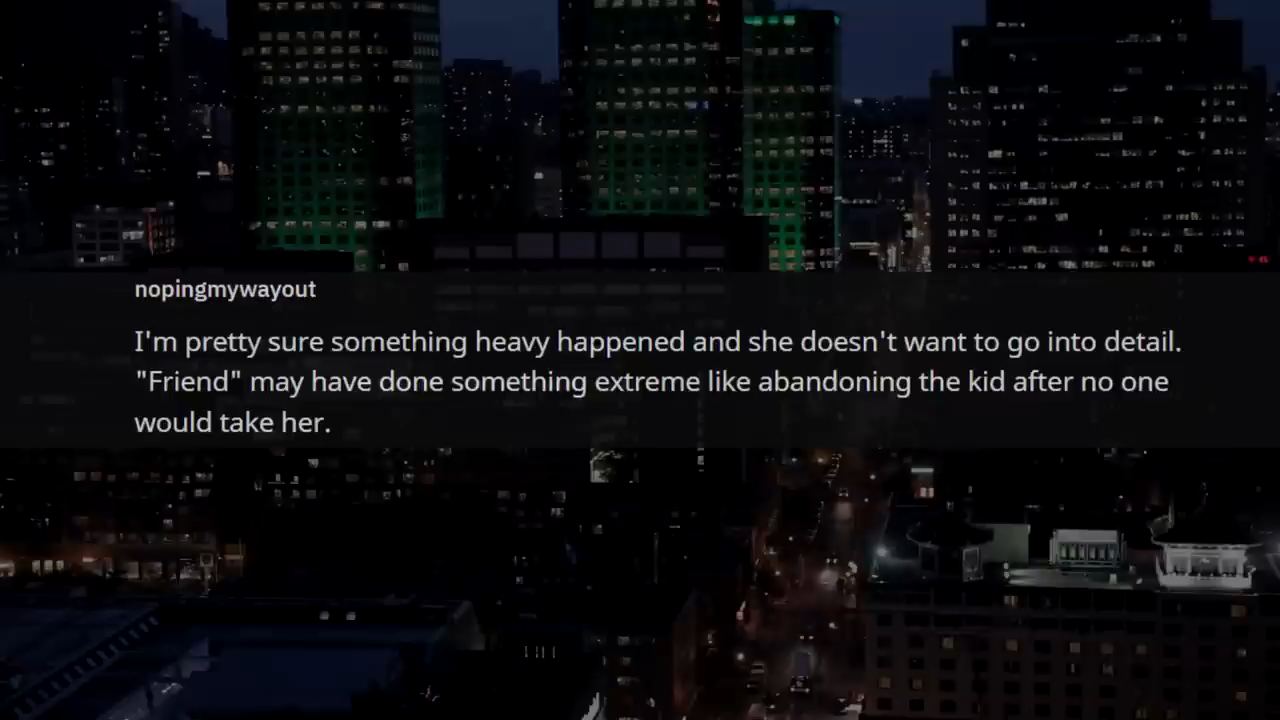 nopingmywayout
I'm pretty sure something heavy happened and she doesn't want to go into detail.
"Friend" may have done something extreme like abandoning the kid after no one
would take her.